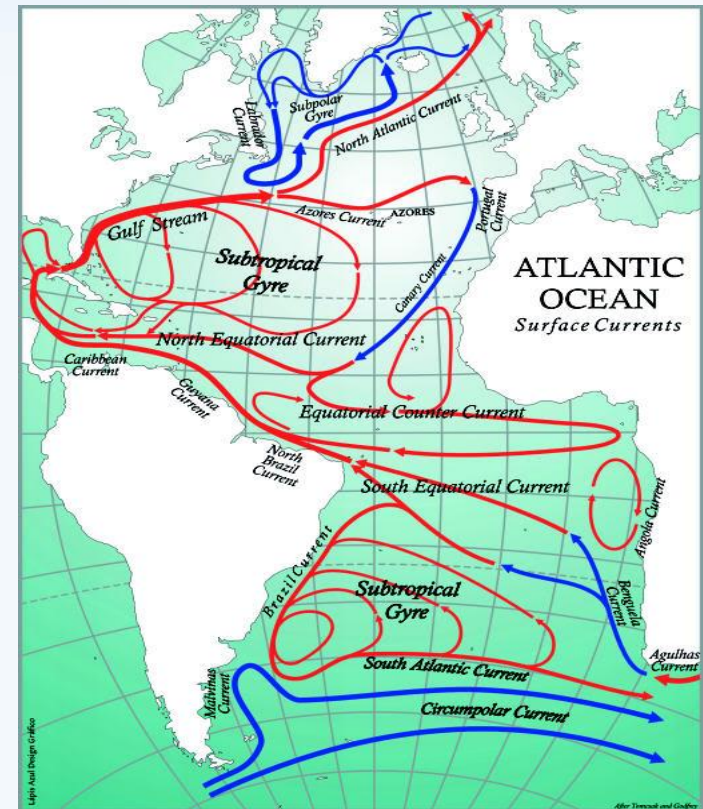 Labrador
Current
Subpolar
Gyre
North Atlantic Current
Gulf Stream
Azores Current
AZORES
Portugal
Current
Subtropical
Gyre
Canary Current
ATLANTIC
OCEAN
Surface Currents
North Equatorial Current
Caribbean
Current
Guyana
Current
Equatorial Counter Current
North
Brazil
Current
South Equatorial Current
Angola Current
Brazil Current
Subtropical
Gyre
Benguela
Current
Agulhas
Current
South Atlantic Current
Malvinas
Current
Circumpolar Current
Lápis Azul Design Gráfico
After Tomczak and Godfrey